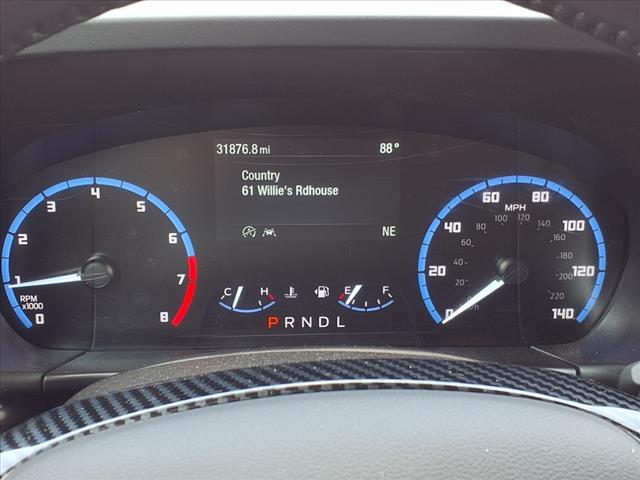 31876.8 mi 88°
Country
61 Willie's Rdhouse
NE
0 1 2 3 4 5 6 7 8
RPM
x1000
C H E F
PRNDL
0 20 40 60 80 100 120 140
MPH
20 60 80 100 120 140 160 180 200 220